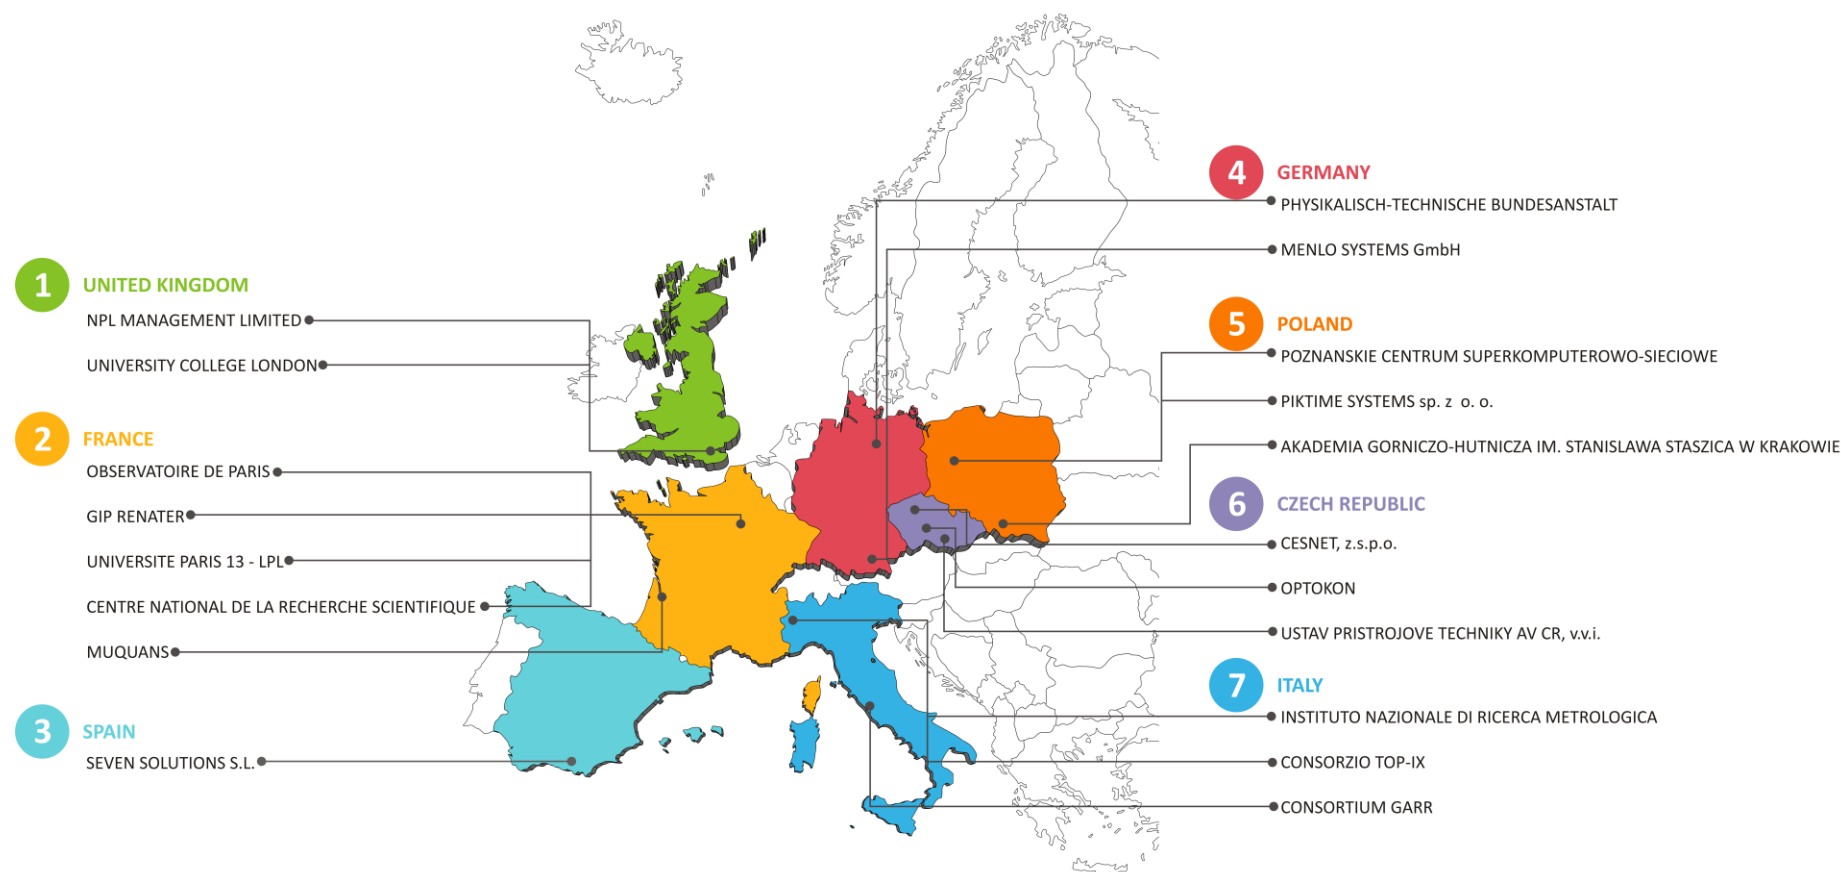 1 UNITED KINGDOM
NPL MANAGEMENT LIMITED
UNIVERSITY COLLEGE LONDON
2 FRANCE
OBSERVATOIRE DE PARIS
GIP RENATER
UNIVERSITE PARIS 13 - LPL
CENTRE NATIONAL DE LA RECHERCHE SCIENTIFIQUE
MUQUANS
3 SPAIN
SEVEN SOLUTIONS S.L.
4 GERMANY
PHYSIKALISCH-TECHNISCHE BUNDESANSTALT
MENLO SYSTEMS GmbH
5 POLAND
POZNANSKIE CENTRUM SUPERKOMPUTEROWO-SIECIOWE
PIKTIME SYSTEMS sp. z o. o.
AKADEMIA GORNICZO-HUTNICZA IM. STANISLAWA STASZICA W KRAKOWIE
6 CZECH REPUBLIC
CESNET, z.s.p.o.
OPTOKON
USTAV PRISTROJOVE TECHNIKY AV CR, v.v.i.
7 ITALY
INSTITUTO NAZIONALE DI RICERCA METROLOGICA
CONSORZIO TOP-IX
CONSORTIUM GARR